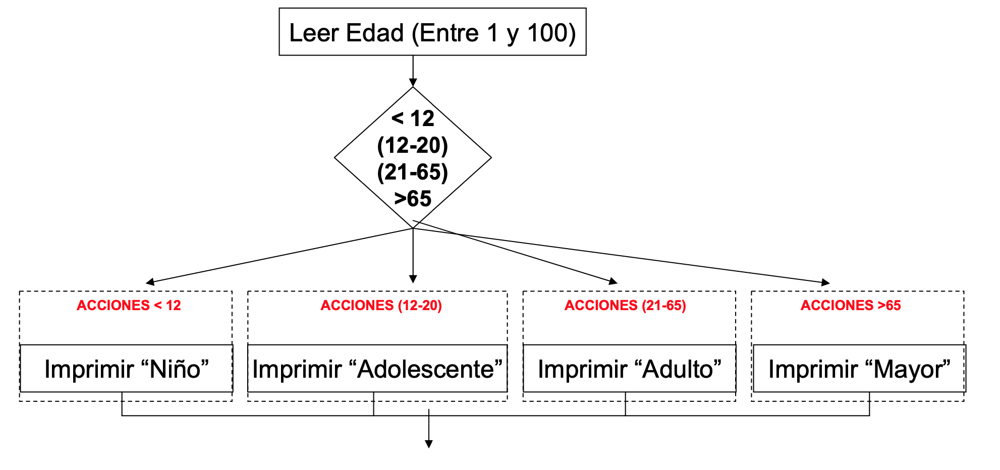 Leer Edad (Entre 1 y 100)
< 12
(12-20)
(21-65)
>65
ACCIONES < 12
ACCIONES (12-20)
ACCIONES (21-65)
ACCIONES >65
Imprimir “Niño”
Imprimir “Adolescente”
Imprimir “Adulto”
Imprimir “Mayor”